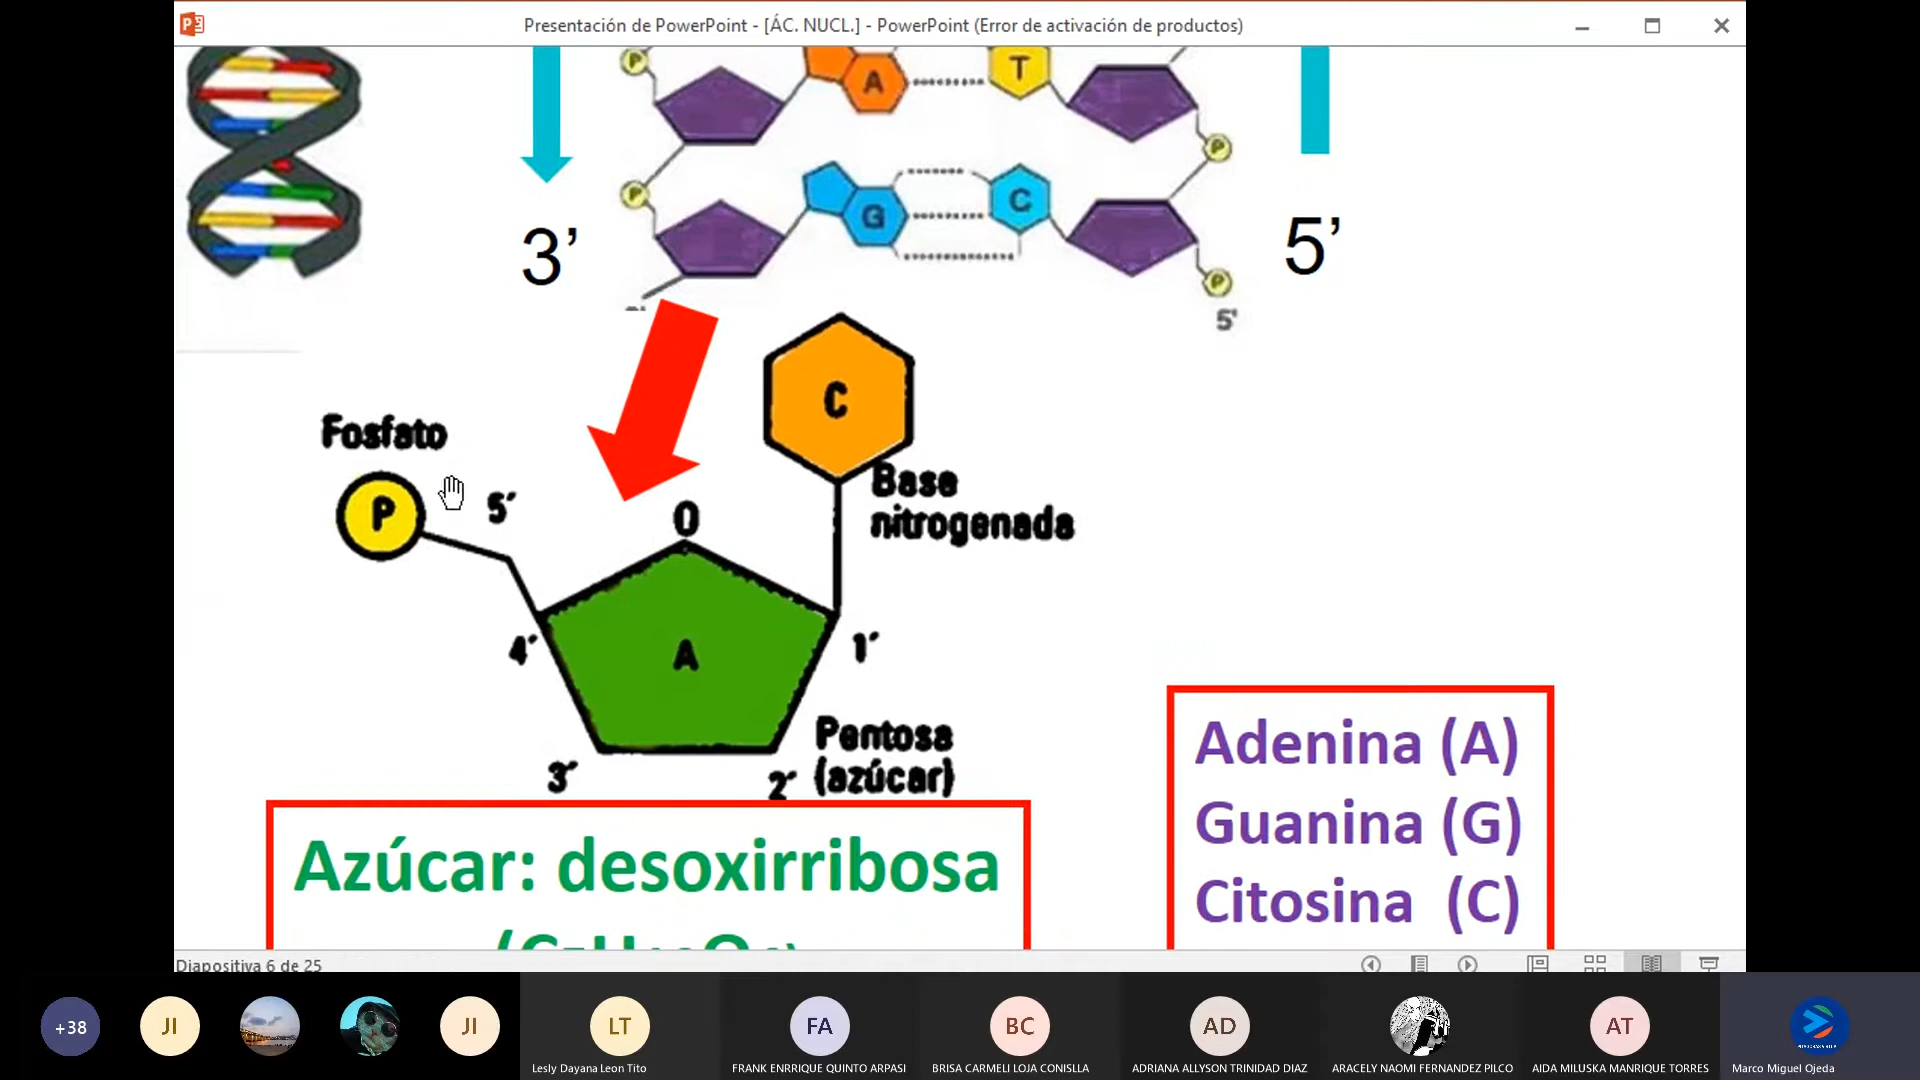 Presentación de PowerPoint - [ÁC. NUCL.] - PowerPoint (Error de activación de productos)
P
A
T
P
P
G
C
3’
5’
P
5'
C
Fosfato
P
5´
Base
nitrogenada
O
A
4´
1´
Pentosa
(azúcar)
3´
2´
Azúcar: desoxirribosa
Adenina (A)
Guanina (G)
Citosina (C)
Diapositiva 6 de 25
+38
JI
JI
LT
FA
BC
AD
AT
Lesly Dayana Leon Tito
FRANK ENRRIQUE QUINTO ARPASI
BRISA CARMELI LOJA CONISLLA
ADRIANA ALLYSON TRINIDAD DIAZ
ARACELY NAOMI FERNANDEZ PILCO
AIDA MILUSKA MANRIQUE TORRES
Marco Miguel Ojeda